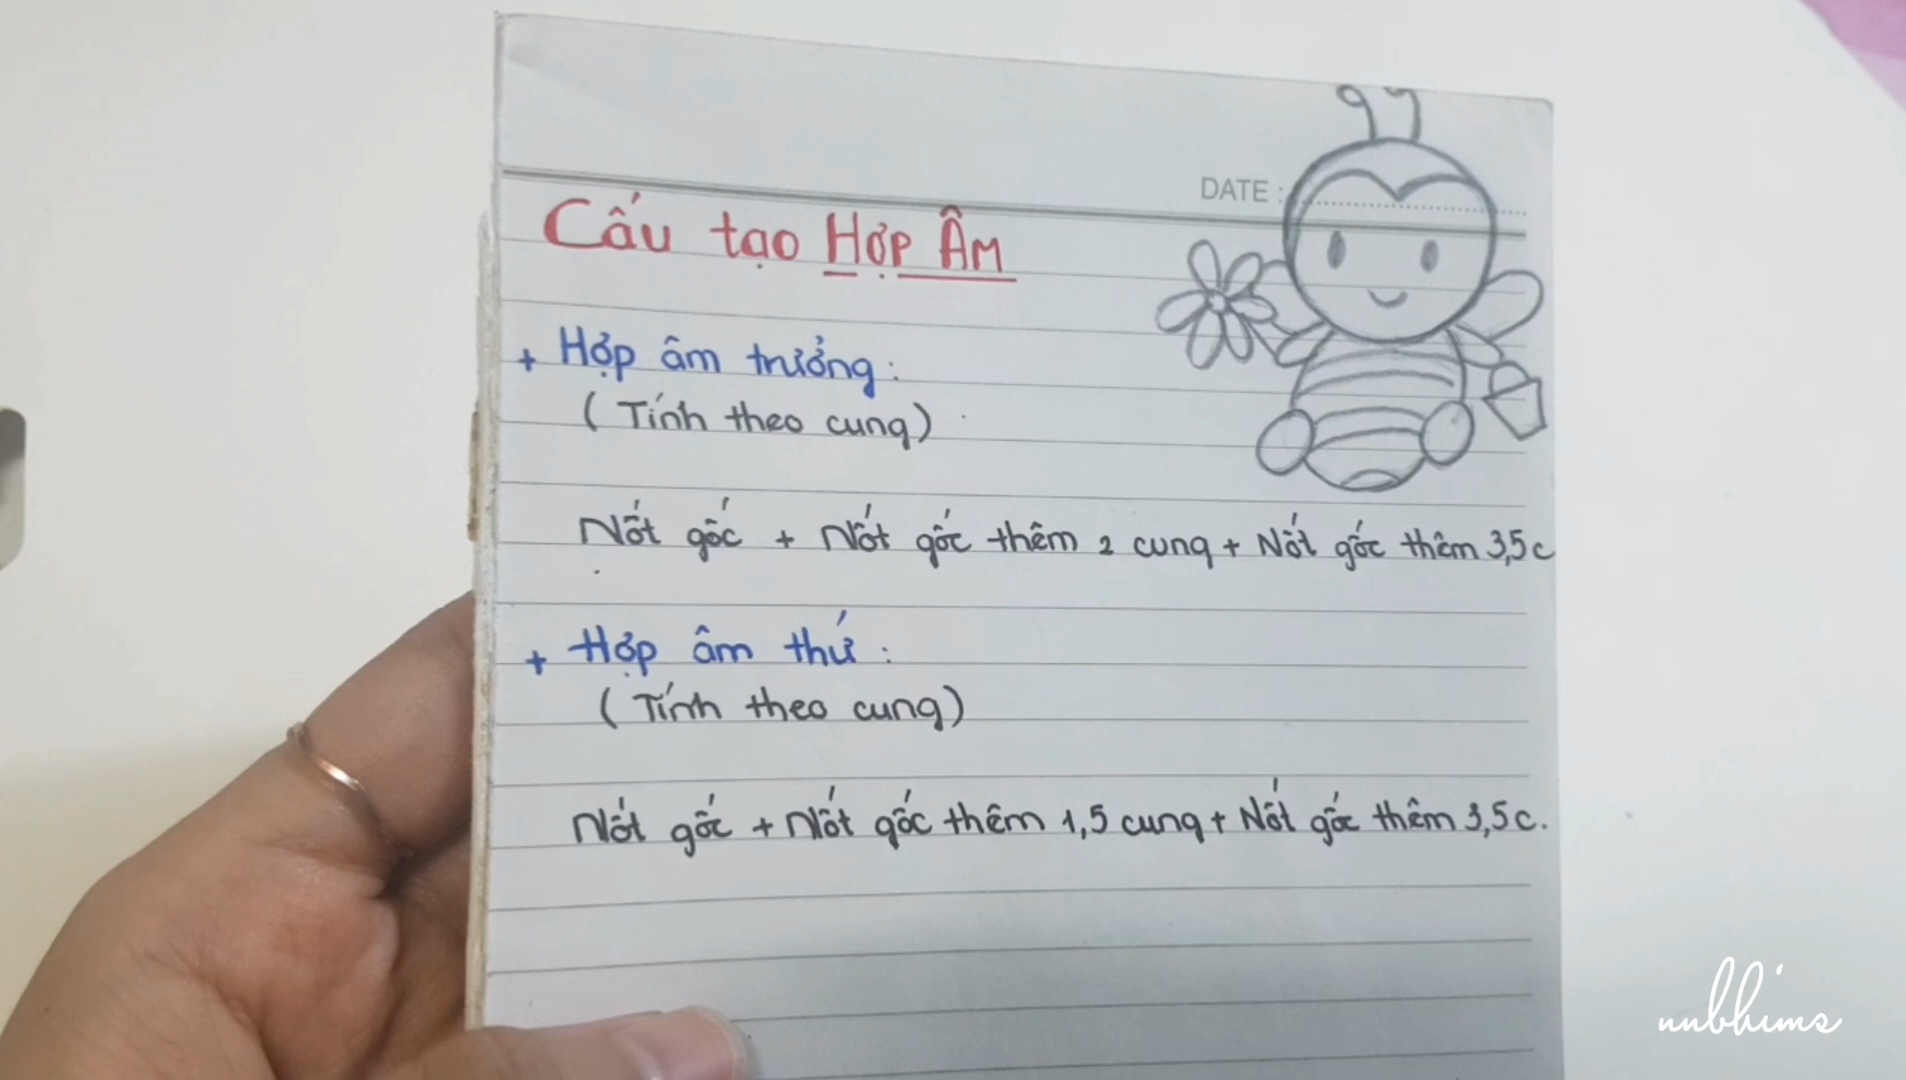 DATE :
Cấu tạo Hợp Âm
+ Hợp âm trưởng :
( Tính theo cung)
Nốt gốc + Nốt gốc thêm 2 cung + Nốt gốc thêm 3,5 c
+ Hợp âm thứ :
( Tính theo cung)
Nốt gốc + Nốt gốc thêm 1,5 cung + Nốt gốc thêm 3,5 c.
nnbhims